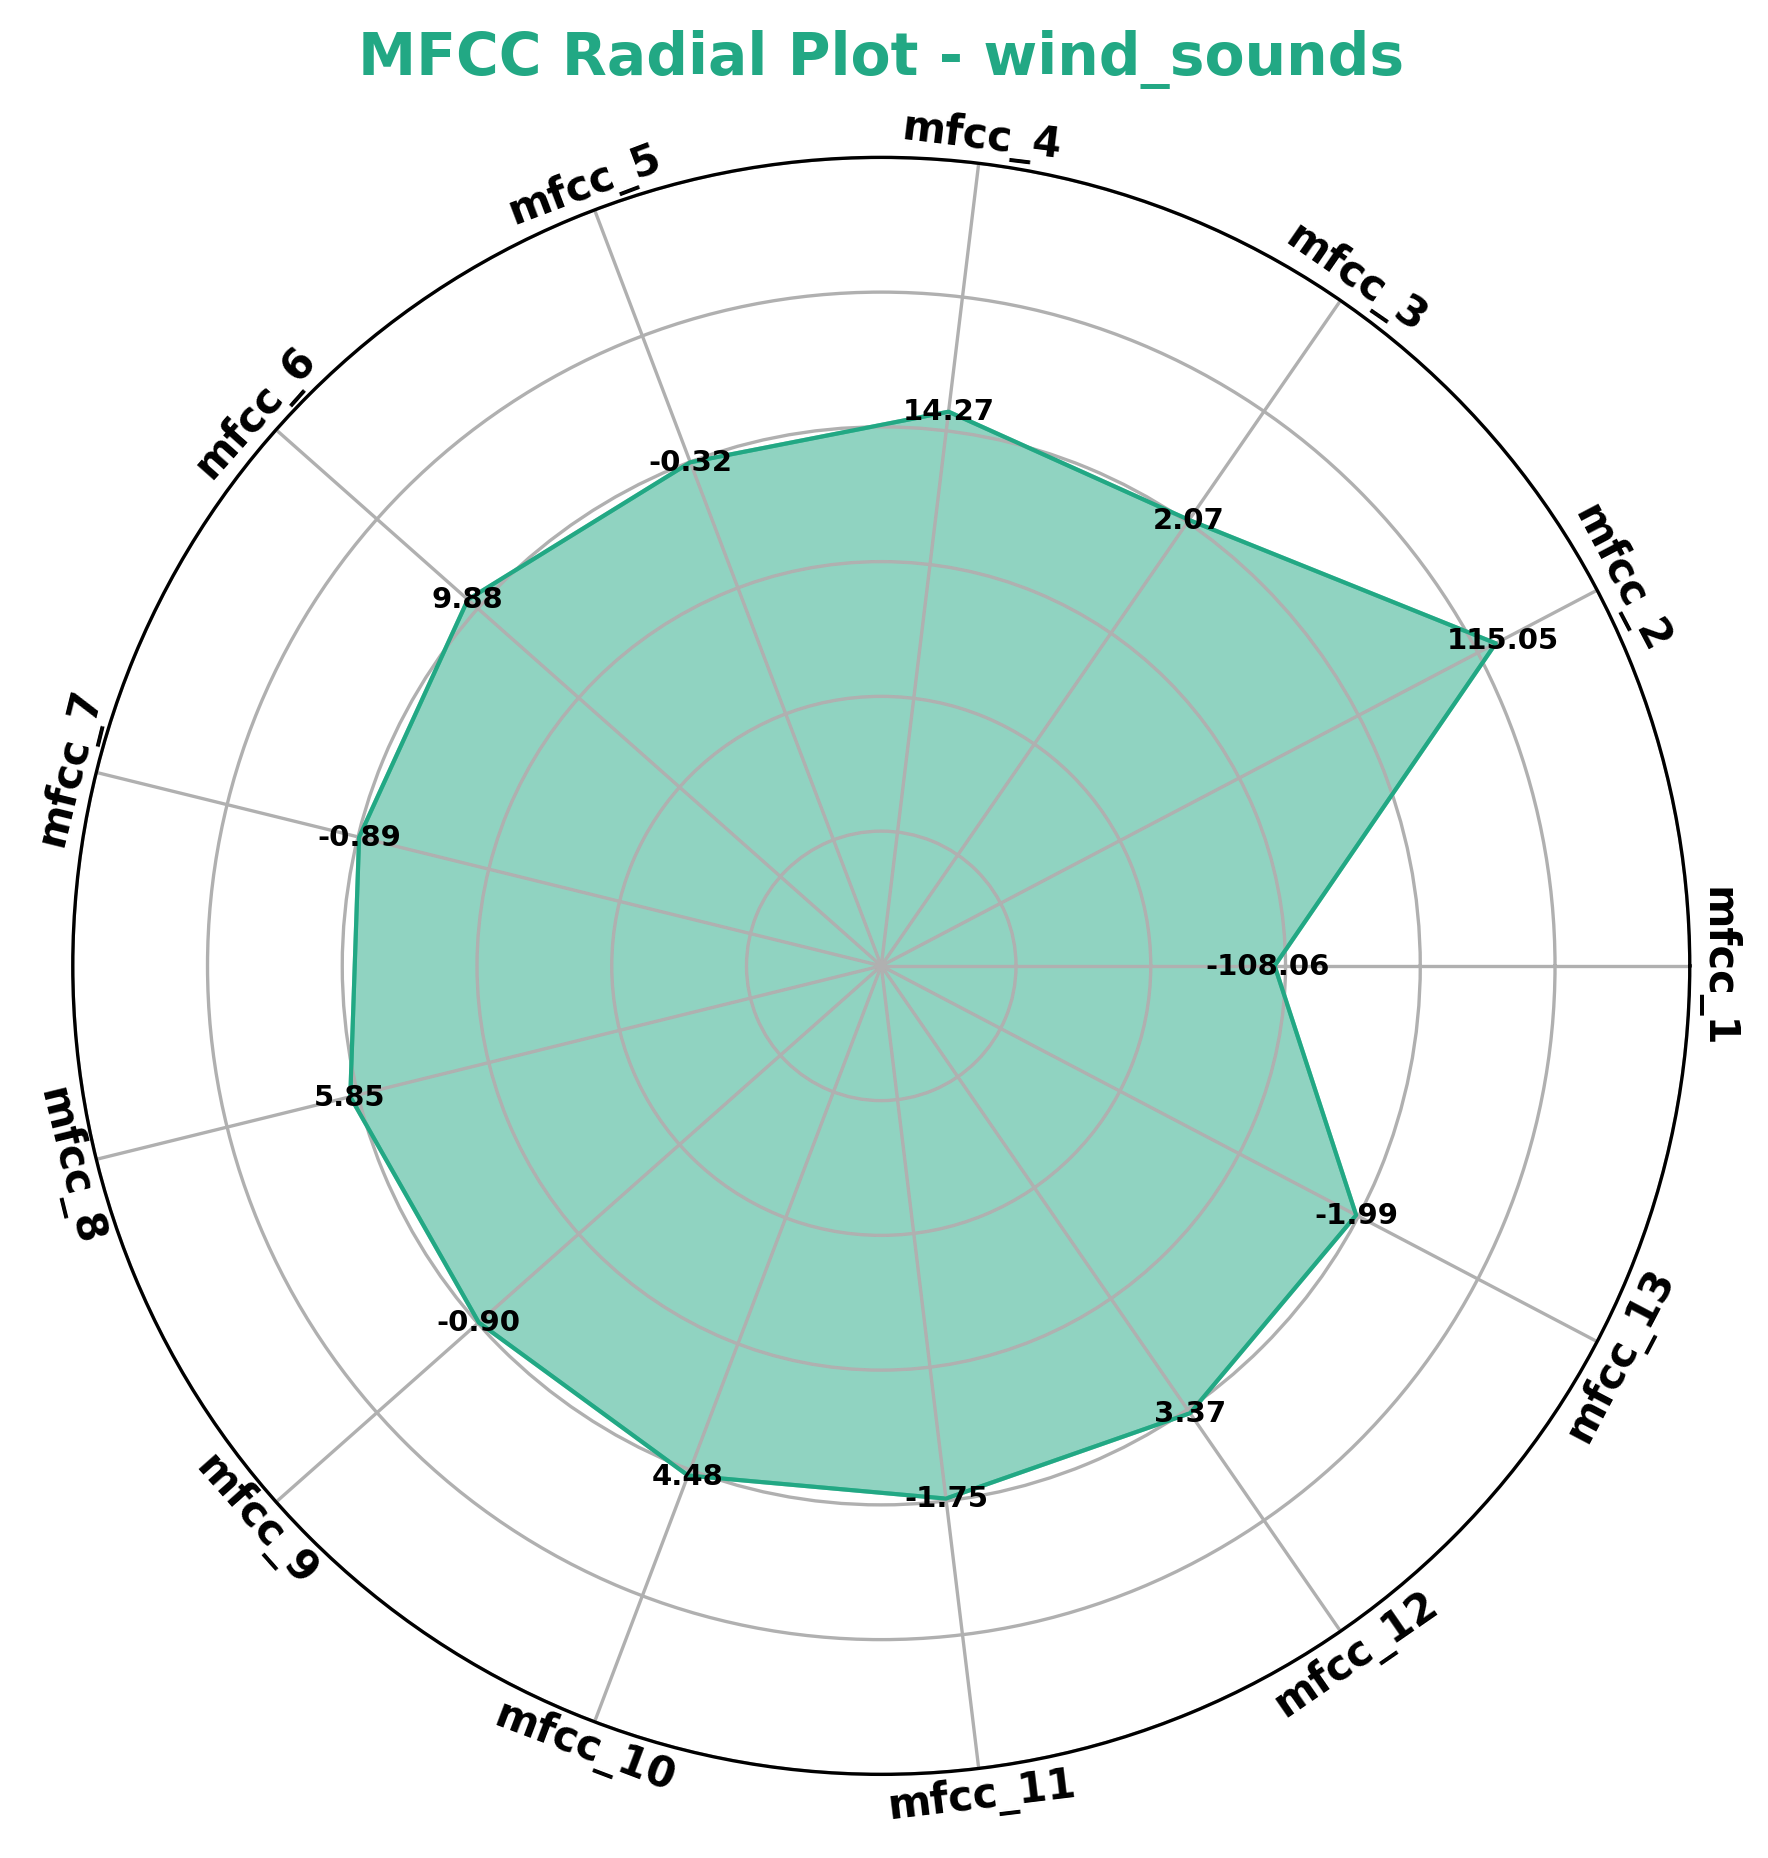 MFCC Radial Plot - wind_sounds
mfcc_4
mfcc_5
mfcc_3
mfcc_6
14.27
-0.32
2.07
mfcc_2
9.88
115.05
mfcc_7
-0.89
mfcc_1
-108.06
5.85
mfcc_8
-1.99
-0.90
mfcc_13
3.37
4.48
-1.75
mfcc_9
mfcc_12
mfcc_10
mfcc_11